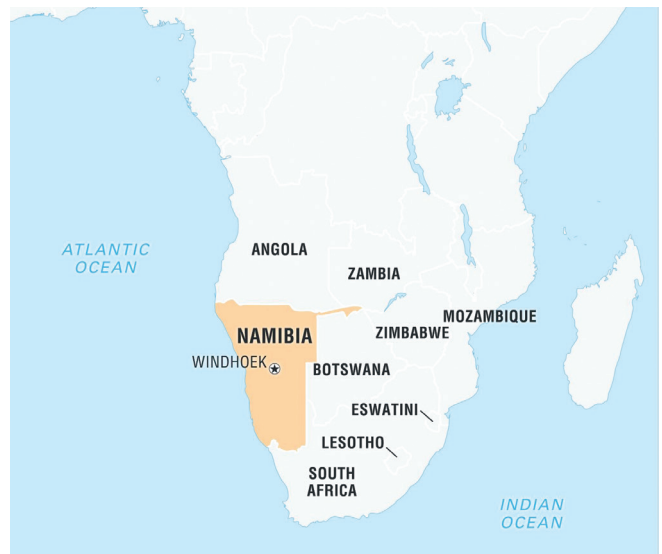 ANGOLA
ATLANTIC
OCEAN
ZAMBIA
MOZAMBIQUE
NAMIBIA
ZIMBABWE
WINDHOEK
BOTSWANA
ESWATINI
LESOTHO
SOUTH
AFRICA
INDIAN
OCEAN